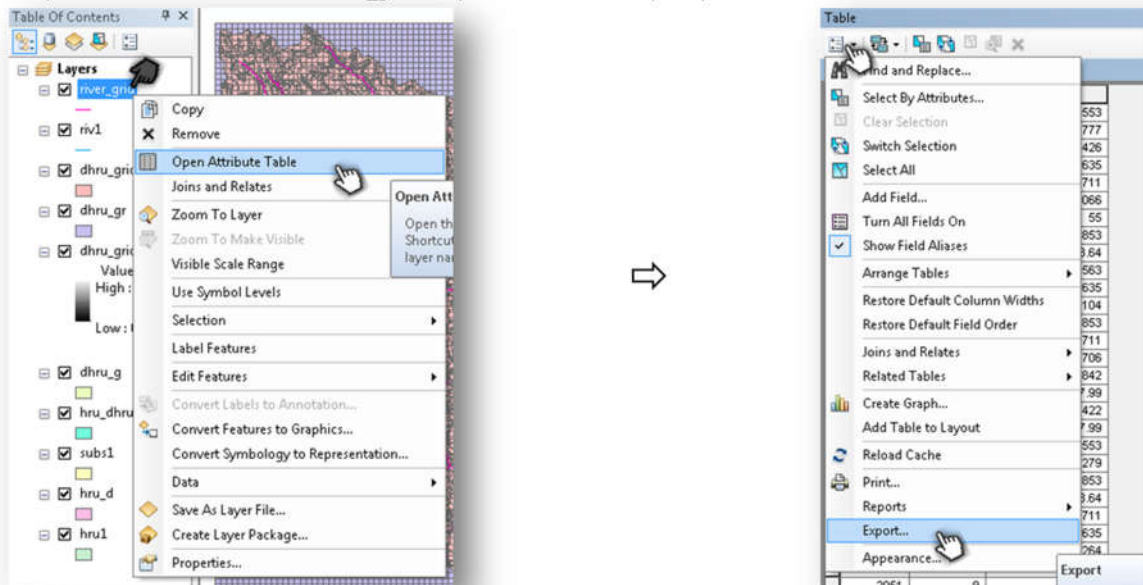 Table Of Contents
Layers
river_grid
riv1
dhru_grid
dhru_gr
dhru_grid
Value
High :
Low :
dhru_g
hru_dhru
subs1
hru_d
hru1
Copy
Remove
Open Attribute Table
Joins and Relates
Zoom To Layer
Zoom To Make Visible
Visible Scale Range
Use Symbol Levels
Selection
Label Features
Edit Features
Convert Labels to Annotation...
Convert Features to Graphics...
Convert Symbology to Representation...
Data
Save As Layer File...
Create Layer Package...
Properties...
Open Att
Open th
Shortcut
layer na
⇨
Table
Find and Replace...
Select By Attributes...
Clear Selection
Switch Selection
Select All
Add Field...
Turn All Fields On
Show Field Aliases
Arrange Tables
Restore Default Column Widths
Restore Default Field Order
Joins and Relates
Related Tables
Create Graph...
Add Table to Layout
Reload Cache
Print...
Reports
Export...
Appearance...
Export
553
777
426
635
711
066
55
853
3.64
563
635
104
853
711
706
842
7.99
422
7.99
553
279
853
3.64
711
635
264